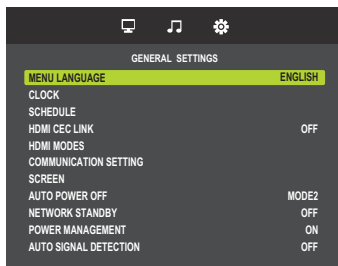 GENERAL SETTINGS
MENU LANGUAGE ENGLISH
CLOCK
SCHEDULE
HDMI CEC LINK OFF
HDMI MODES
COMMUNICATION SETTING
SCREEN
AUTO POWER OFF MODE2
NETWORK STANDBY OFF
POWER MANAGEMENT ON
AUTO SIGNAL DETECTION OFF